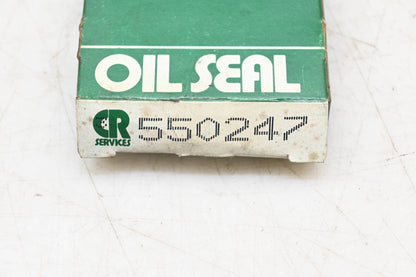 OIL SEAL
CR SERVICES 550247